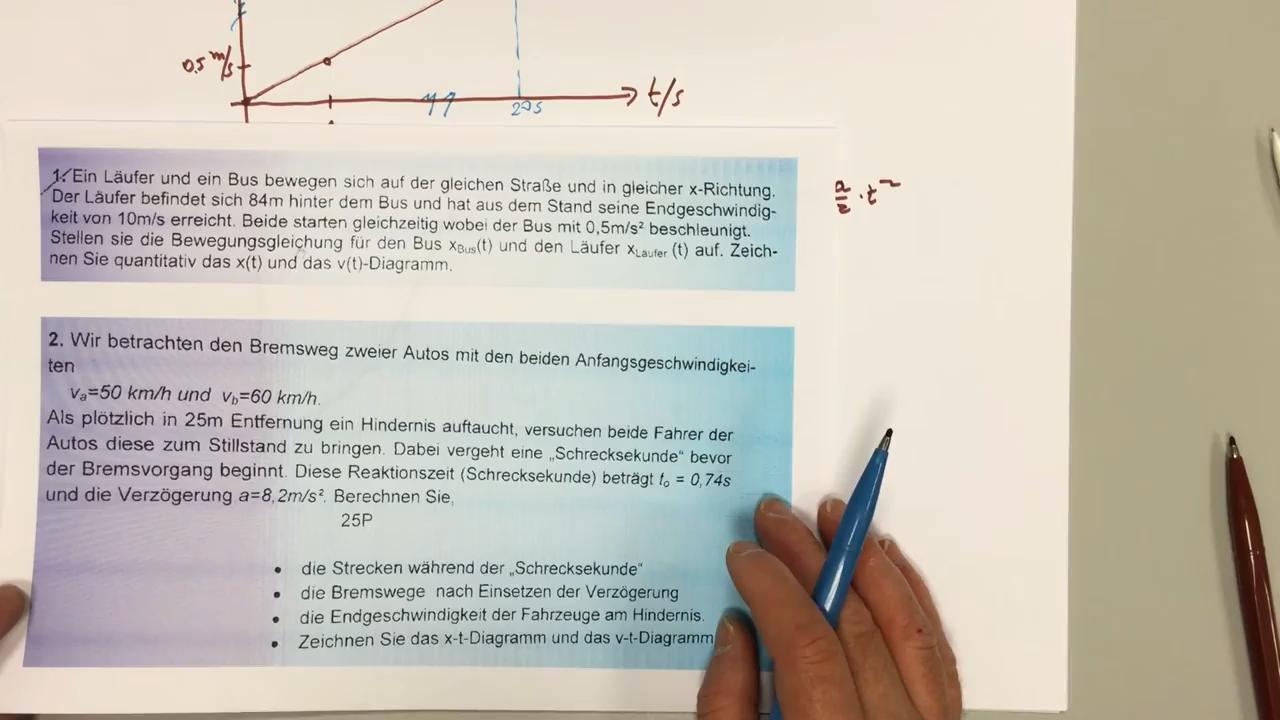 0.5 m/s
t/s
20s
1. Ein Läufer und ein Bus bewegen sich auf der gleichen Straße und in gleicher x-Richtung.
Der Läufer befindet sich 84m hinter dem Bus und hat aus dem Stand seine Endgeschwindig-
keit von 10m/s erreicht. Beide starten gleichzeitig wobei der Bus mit 0,5m/s² beschleunigt.
Stellen sie die Bewegungsgleichung für den Bus xBus(t) und den Läufer xLäufer (t) auf. Zeich-
nen Sie quantitativ das x(t) und das v(t)-Diagramm.
a/2 · t²
2. Wir betrachten den Bremsweg zweier Autos mit den beiden Anfangsgeschwindigkei-
ten
va=50 km/h und vb=60 km/h.
Als plötzlich in 25m Entfernung ein Hindernis auftaucht, versuchen beide Fahrer der
Autos diese zum Stillstand zu bringen. Dabei vergeht eine „Schrecksekunde“ bevor
der Bremsvorgang beginnt. Diese Reaktionszeit (Schrecksekunde) beträgt to = 0,74s
und die Verzögerung a=8,2m/s². Berechnen Sie,
25P
• die Strecken während der „Schrecksekunde“
• die Bremswege nach Einsetzen der Verzögerung
• die Endgeschwindigkeit der Fahrzeuge am Hindernis.
• Zeichnen Sie das x-t-Diagramm und das v-t-Diagramm